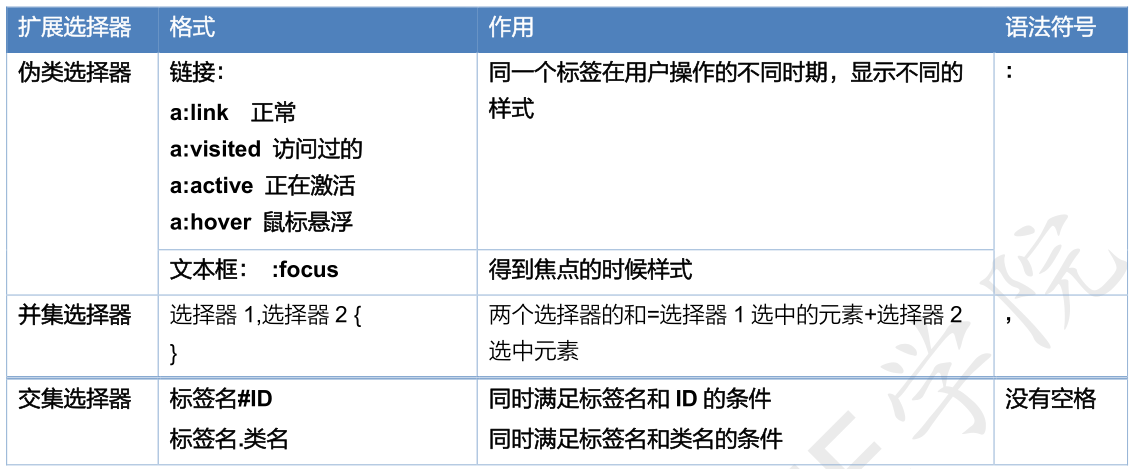 扩展选择器 格式 作用 语法符号
伪类选择器 链接： 同一个标签在用户操作的不同时期，显示不同的 ：
a:link 正常 样式
a:visited 访问过的
a:active 正在激活
a:hover 鼠标悬浮
文本框： :focus 得到焦点的时候样式
并集选择器 选择器 1,选择器 2 { 两个选择器的和=选择器 1 选中的元素+选择器 2 ，
} 选中元素
交集选择器 标签名#ID 同时满足标签名和 ID 的条件 没有空格
标签名.类名 同时满足标签名和类名的条件
学院